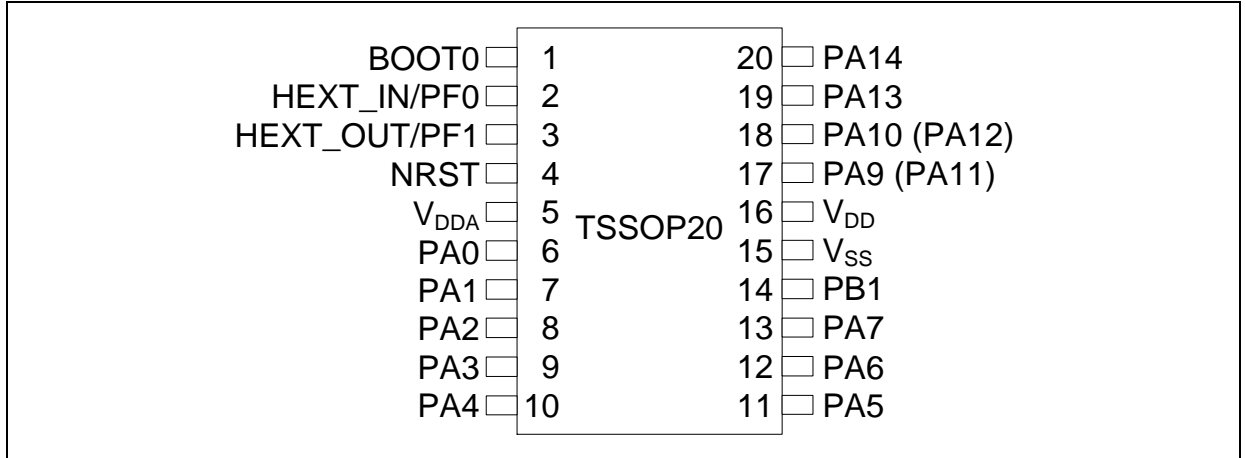 BOOT0 1 20 PA14
HEXT_IN/PF0 2 19 PA13
HEXT_OUT/PF1 3 18 PA10 (PA12)
NRST 4 17 PA9 (PA11)
VDDA 5 16 VDD
TSSOP20
PA0 6 15 VSS
PA1 7 14 PB1
PA2 8 13 PA7
PA3 9 12 PA6
PA4 10 11 PA5